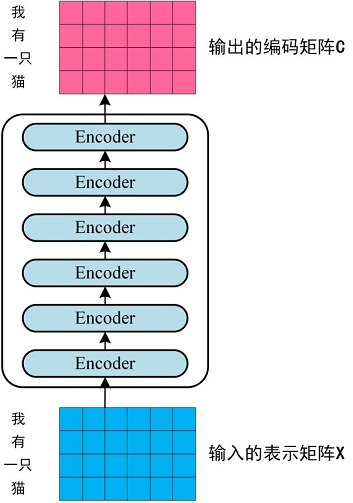 我
有
一只
猫
输出的编码矩阵C
Encoder
Encoder
Encoder
Encoder
Encoder
Encoder
我
有
一只
猫
输入的表示矩阵X